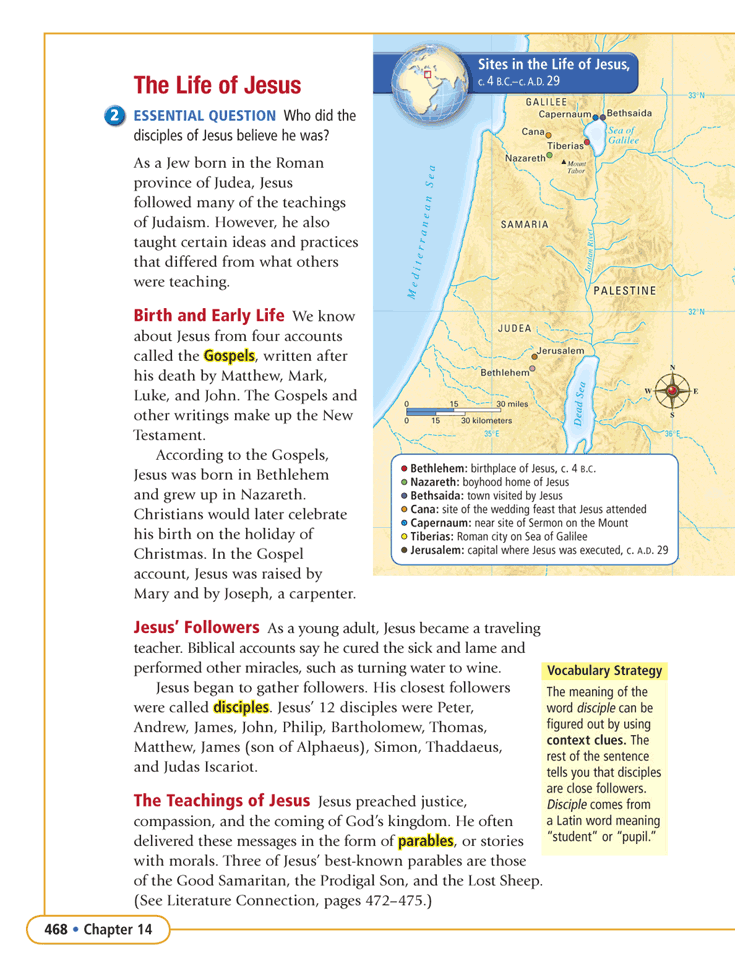 The Life of Jesus
2 ESSENTIAL QUESTION Who did the
disciples of Jesus believe he was?
As a Jew born in the Roman
province of Judea, Jesus
followed many of the teachings
of Judaism. However, he also
taught certain ideas and practices
that differed from what others
were teaching.
Birth and Early Life We know
about Jesus from four accounts
called the Gospels, written after
his death by Matthew, Mark,
Luke, and John. The Gospels and
other writings make up the New
Testament.
According to the Gospels,
Jesus was born in Bethlehem
and grew up in Nazareth.
Christians would later celebrate
his birth on the holiday of
Christmas. In the Gospel
account, Jesus was raised by
Mary and by Joseph, a carpenter.
Sites in the Life of Jesus,
c. 4 B.C.–c. A.D. 29
33°N
GALILEE
Capernaum
Bethsaida
Cana
Sea of
Galilee
Tiberias
Nazareth
Mount
Tabor
Mediterranean Sea
SAMARIA
Jordan River
PALESTINE
32°N
JUDEA
Jerusalem
Bethlehem
Dead Sea
N
W E
S
0 15 30 miles
0 15 30 kilometers
35°E
36°E
Bethlehem: birthplace of Jesus, c. 4 B.C.
Nazareth: boyhood home of Jesus
Bethsaida: town visited by Jesus
Cana: site of the wedding feast that Jesus attended
Capernaum: near site of Sermon on the Mount
Tiberias: Roman city on Sea of Galilee
Jerusalem: capital where Jesus was executed, c. A.D. 29
Jesus' Followers As a young adult, Jesus became a traveling
teacher. Biblical accounts say he cured the sick and lame and
performed other miracles, such as turning water to wine.
Jesus began to gather followers. His closest followers
were called disciples. Jesus' 12 disciples were Peter,
Andrew, James, John, Philip, Bartholomew, Thomas,
Matthew, James (son of Alphaeus), Simon, Thaddaeus,
and Judas Iscariot.
The Teachings of Jesus Jesus preached justice,
compassion, and the coming of God's kingdom. He often
delivered these messages in the form of parables, or stories
with morals. Three of Jesus' best-known parables are those
of the Good Samaritan, the Prodigal Son, and the Lost Sheep.
(See Literature Connection, pages 472–475.)
Vocabulary Strategy
The meaning of the
word disciple can be
figured out by using
context clues. The
rest of the sentence
tells you that disciples
are close followers.
Disciple comes from
a Latin word meaning
"student" or "pupil."
468 • Chapter 14